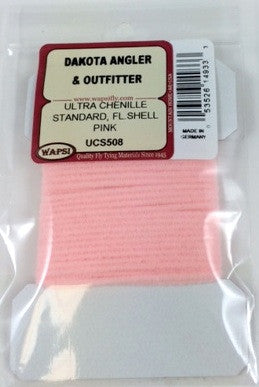 DAKOTA ANGLER
& OUTFITTER
www.wapsifly.com
ULTRA CHENILLE
STANDARD, FL.SHELL
PINK
UCS508
WAPSI
Quality Fly Tying Materials Since 1945
MADE IN
GERMANY